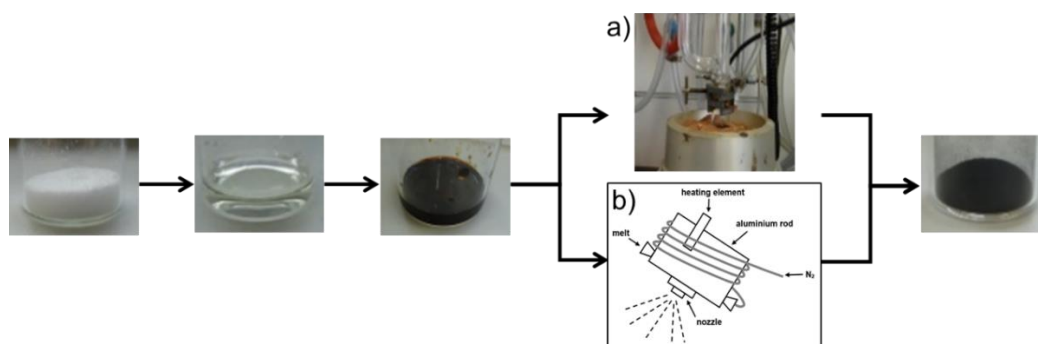 a)
b)
heating element
aluminium rod
melt
N₂
nozzle